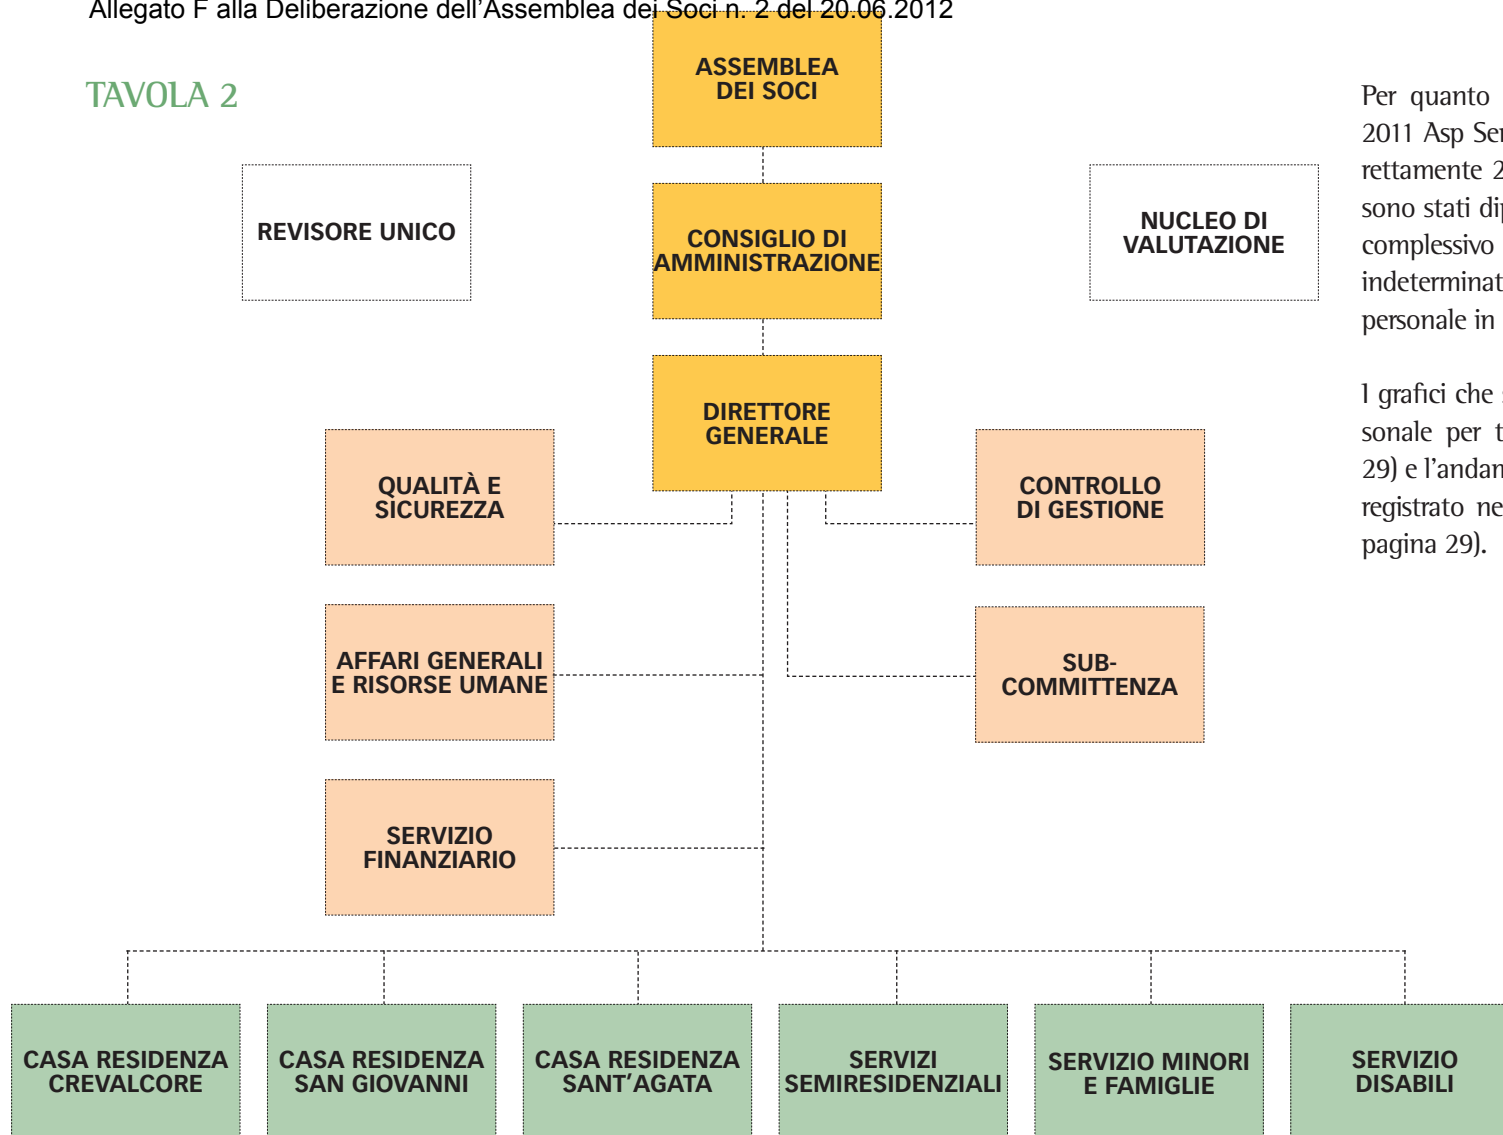 Allegato F alla Deliberazione dell'Assemblea dei Soci n. 2 del 20.06.2012
TAVOLA 2
ASSEMBLEA
DEI SOCI
REVISORE UNICO
CONSIGLIO DI
AMMINISTRAZIONE
NUCLEO DI
VALUTAZIONE
DIRETTORE
GENERALE
QUALITÀ E
SICUREZZA
CONTROLLO
DI GESTIONE
AFFARI GENERALI
E RISORSE UMANE
SUB-
COMMITTENZA
SERVIZIO
FINANZIARIO
CASA RESIDENZA
CREVALCORE
CASA RESIDENZA
SAN GIOVANNI
CASA RESIDENZA
SANT'AGATA
SERVIZI
SEMIRESIDENZIALI
SERVIZIO MINORI
E FAMIGLIE
SERVIZIO
DISABILI
Per quanto
2011 Asp
rettamente
sono stati
complessivo
personale in
I grafici che
sonale per
29) e
registrato
pagina 29).